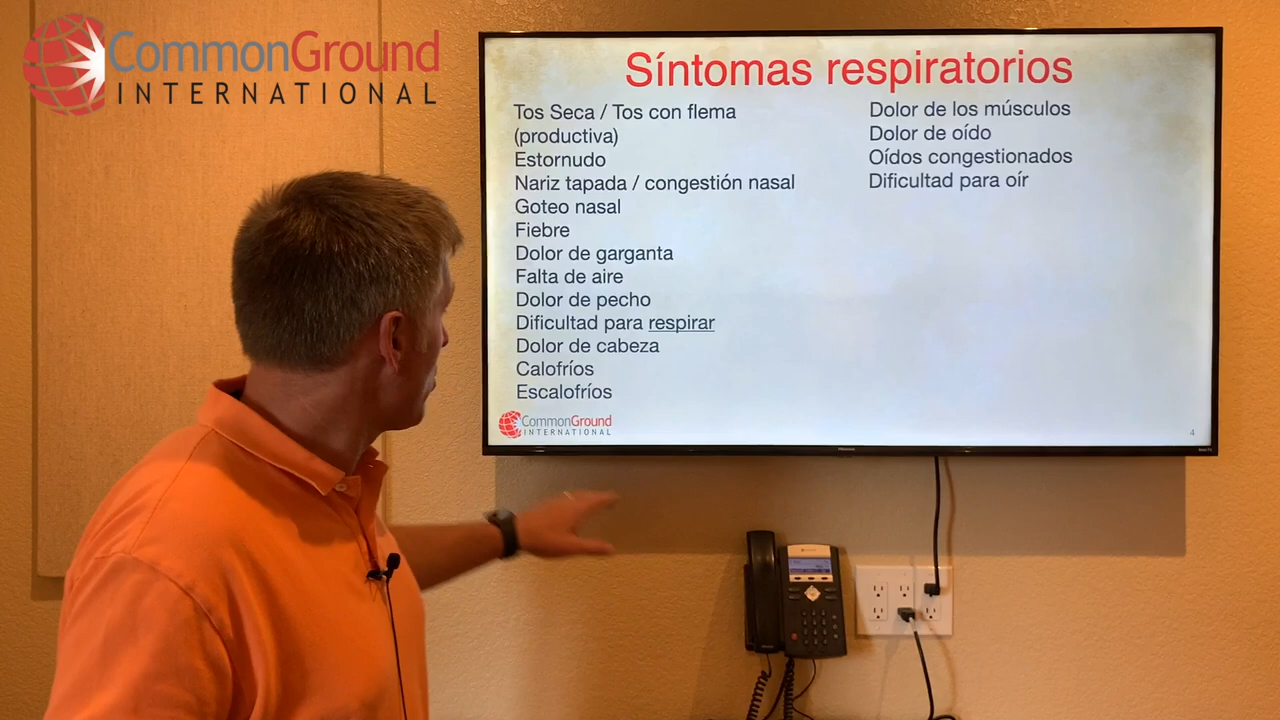 CommonGround
INTERNATIONAL
Síntomas respiratorios
Tos Seca / Tos con flema
(productiva)
Estornudo
Nariz tapada / congestión nasal
Goteo nasal
Fiebre
Dolor de garganta
Falta de aire
Dolor de pecho
Dificultad para respirar
Dolor de cabeza
Calofríos
Escalofríos
Dolor de los músculos
Dolor de oído
Oídos congestionados
Dificultad para oír
CommonGround
INTERNATIONAL
4
Hisense